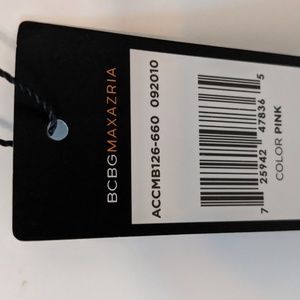 BCBGMAXAZRIA
ACCMB126-660 092010
7 25942 47836 5
COLOR PINK